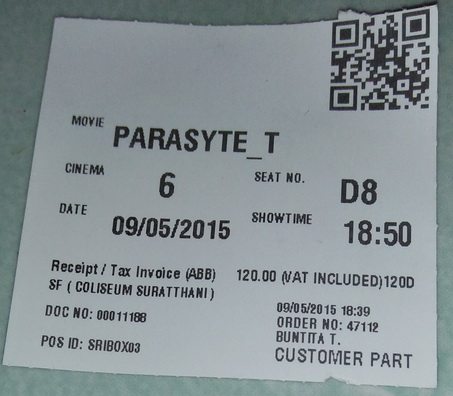 MOVIE PARASYTE_T
CINEMA 6 SEAT NO. D8
DATE 09/05/2015 SHOWTIME 18:50
Receipt / Tax Invoice (ABB) 120.00 (VAT INCLUDED)120D
SF ( COLISEUM SURATTHANI )
09/05/2015 18:39
DOC NO: 00011188
ORDER NO: 47112
BUNTITA T.
POS ID: SRIBOX03
CUSTOMER PART